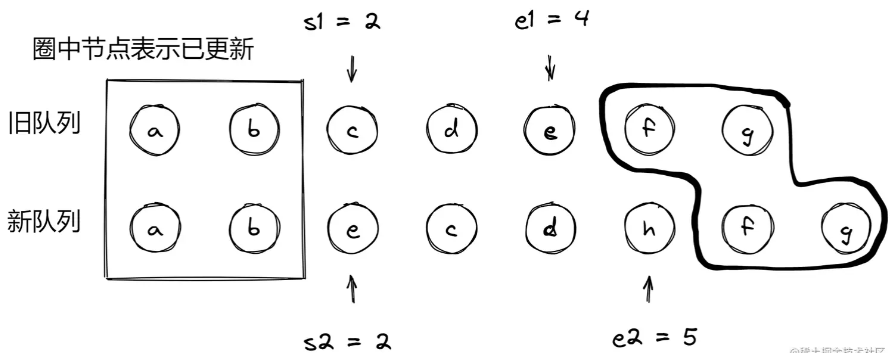 s1 = 2 e1 = 4
圈中节点表示已更新
旧队列 a b c d e f g
新队列 a b e c d h f g
s2 = 2 e2 = 5
@稀土掘金技术社区